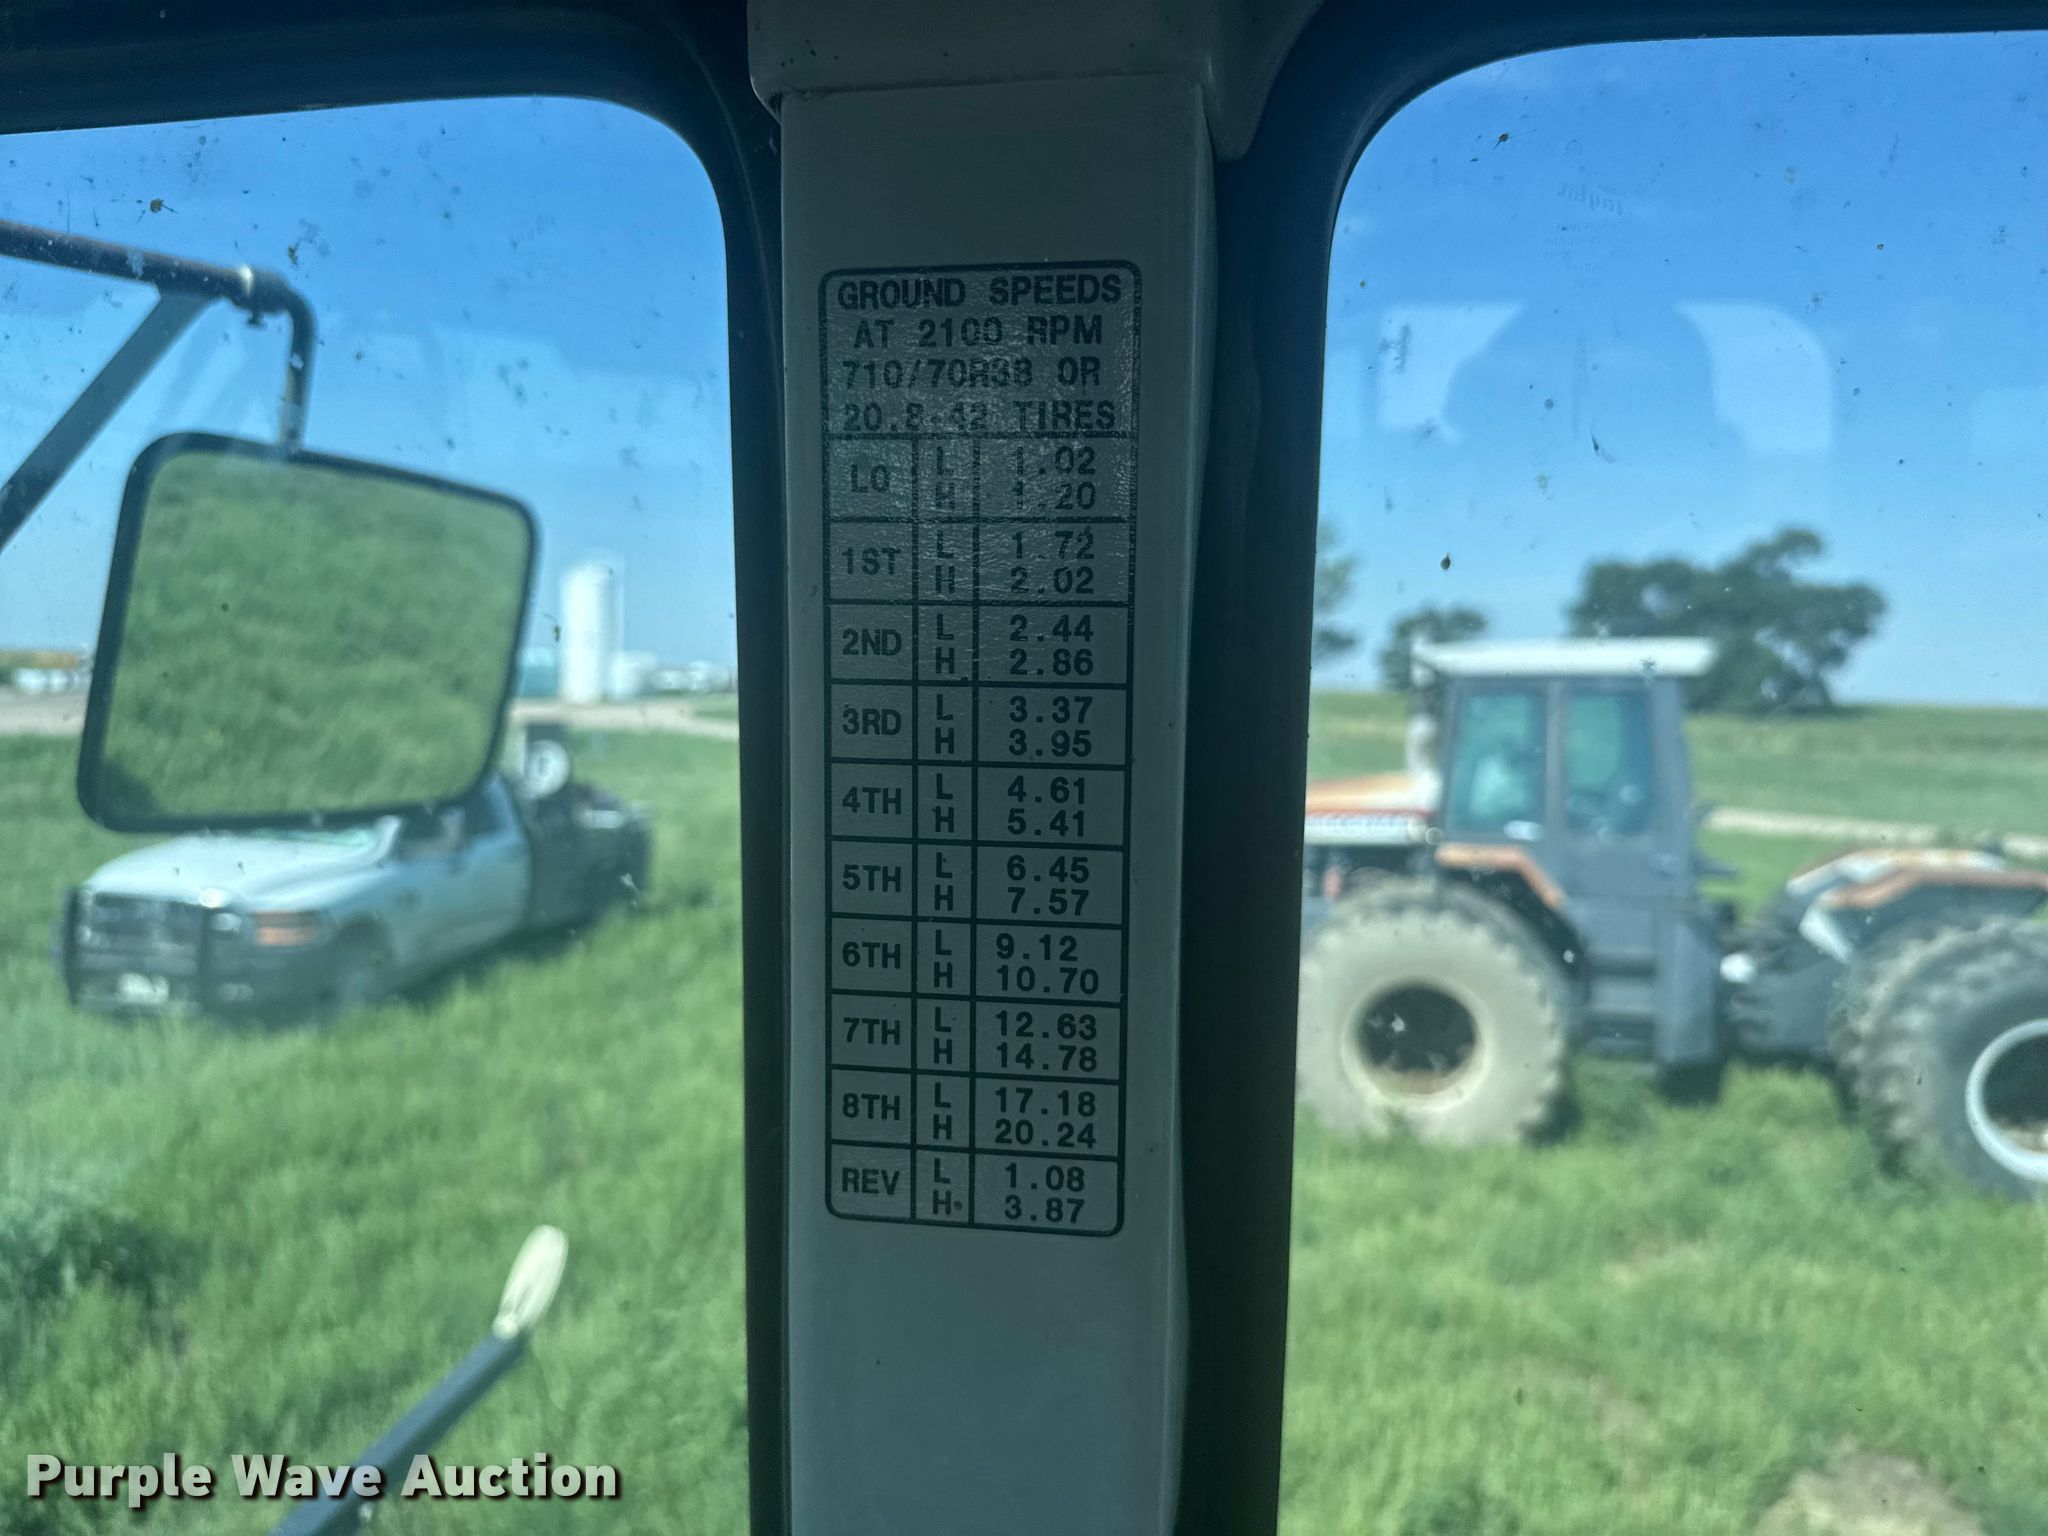 GROUND SPEEDS
AT 2100 RPM
710/70R38 OR
20.8-42 TIRES
LO L 1.02
H 1.20
1ST L 1.72
H 2.02
2ND L 2.44
H 2.86
3RD L 3.37
H 3.95
4TH L 4.61
H 5.41
5TH L 6.45
H 7.57
6TH L 9.12
H 10.70
7TH L 12.63
H 14.78
8TH L 17.18
H 20.24
REV L 1.08
H 3.87
Purple Wave Auction